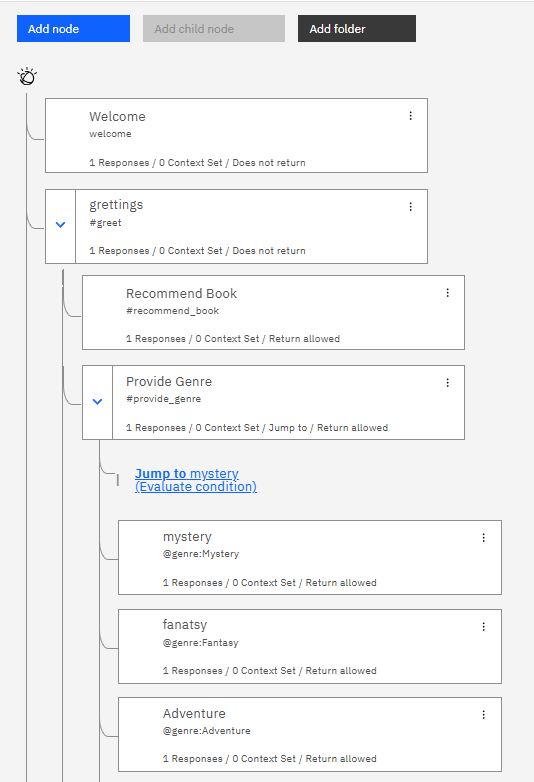 Add node
Add child node
Add folder
Welcome
welcome
1 Responses / 0 Context Set / Does not return
grettings
#greet
1 Responses / 0 Context Set / Does not return
Recommend Book
#recommend_book
1 Responses / 0 Context Set / Return allowed
Provide Genre
#provide_genre
1 Responses / 0 Context Set / Jump to / Return allowed
Jump to mystery
(Evaluate condition)
mystery
@genre:Mystery
1 Responses / 0 Context Set / Return allowed
fanatsy
@genre:Fantasy
1 Responses / 0 Context Set / Return allowed
Adventure
@genre:Adventure
1 Responses / 0 Context Set / Return allowed